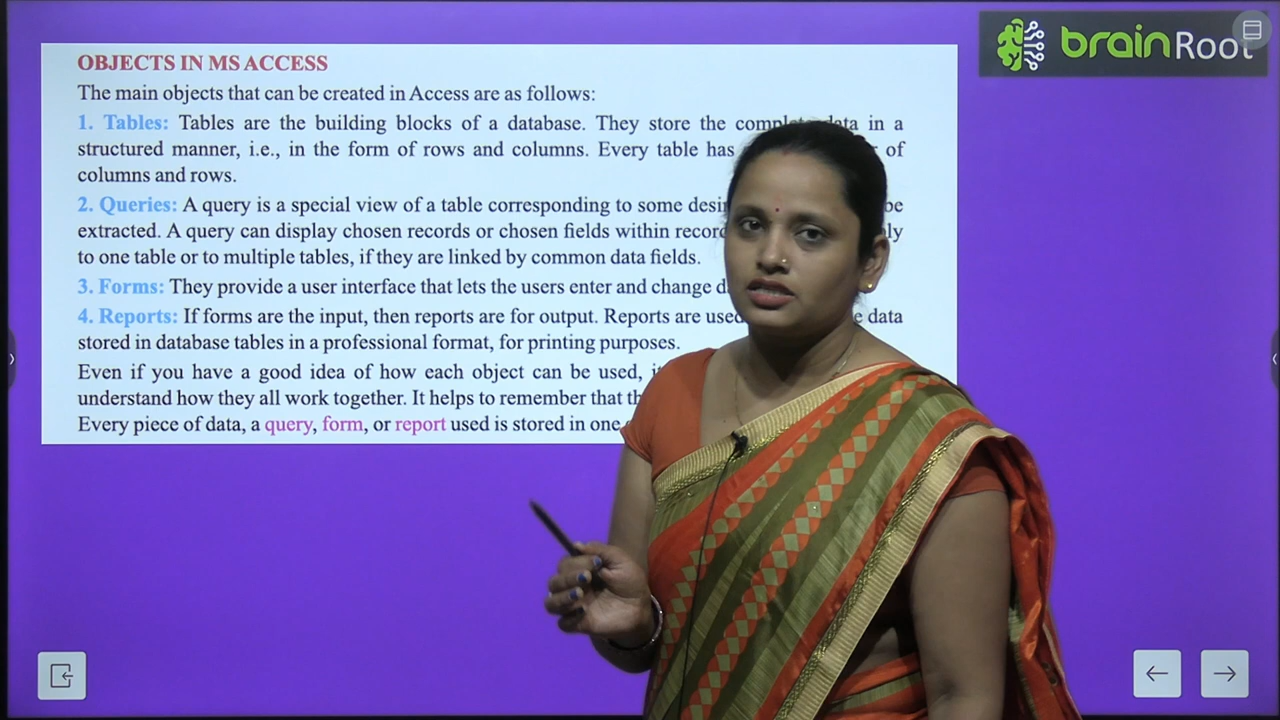 brainRoot
OBJECTS IN MS ACCESS
The main objects that can be created in Access are as follows:
1. Tables: Tables are the building blocks of a database. They store the complete data in a
structured manner, i.e., in the form of rows and columns. Every table has of
columns and rows.
2. Queries: A query is a special view of a table corresponding to some be
extracted. A query can display chosen records or chosen fields within
to one table or to multiple tables, if they are linked by common data fields.
3. Forms: They provide a user interface that lets the users enter and change
4. Reports: If forms are the input, then reports are for output. Reports are used data
stored in database tables in a professional format, for printing purposes.
Even if you have a good idea of how each object can be used,
understand how they all work together. It helps to remember that
Every piece of data, a query, form, or report used is stored in one